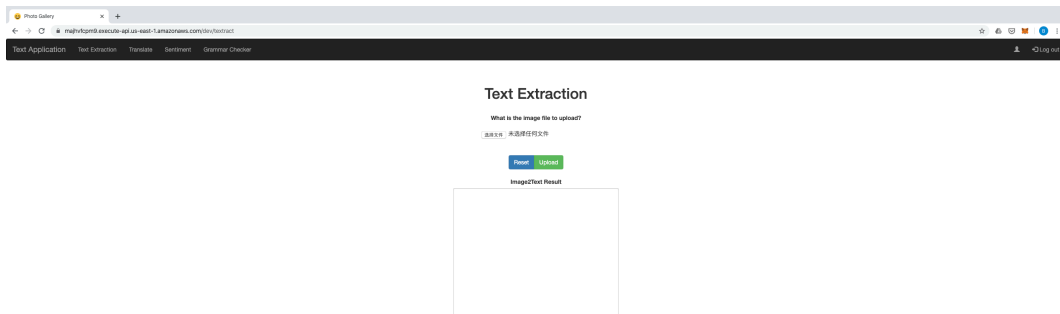 Photo Gallery
majhvfcpm9.execute-api.us-east-1.amazonaws.com/dev/textract
Text Application Text Extraction Translate Sentiment Grammar Checker Log out
Text Extraction
What is the image file to upload?
选择文件 未选择任何文件
Reset Upload
Image2Text Result